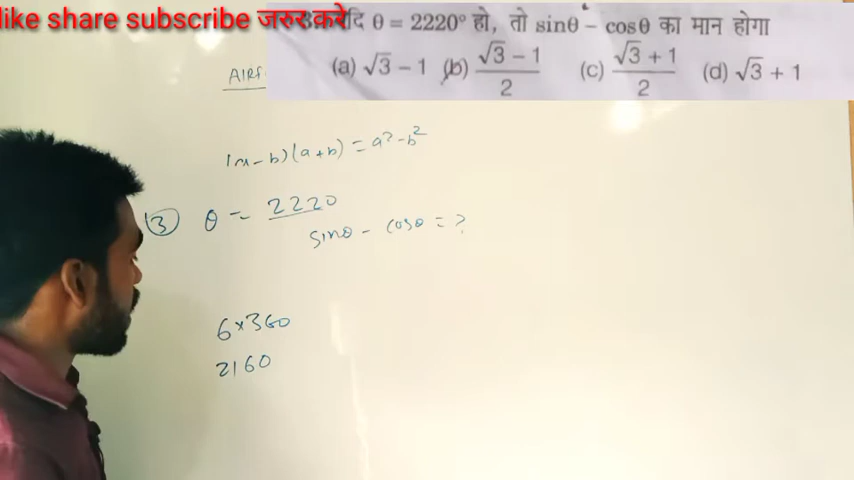 like share subscribe जरुर करे
यदि θ = 2220° हो, तो sinθ − cosθ का मान होगा
(a) √3 − 1 (b) (√3 − 1)/2 (c) (√3 + 1)/2 (d) √3 + 1
AIRF
(a-b)(a+b) = a²-b²
③ θ = 2220
sinθ - cosθ = ?
6×360
2160